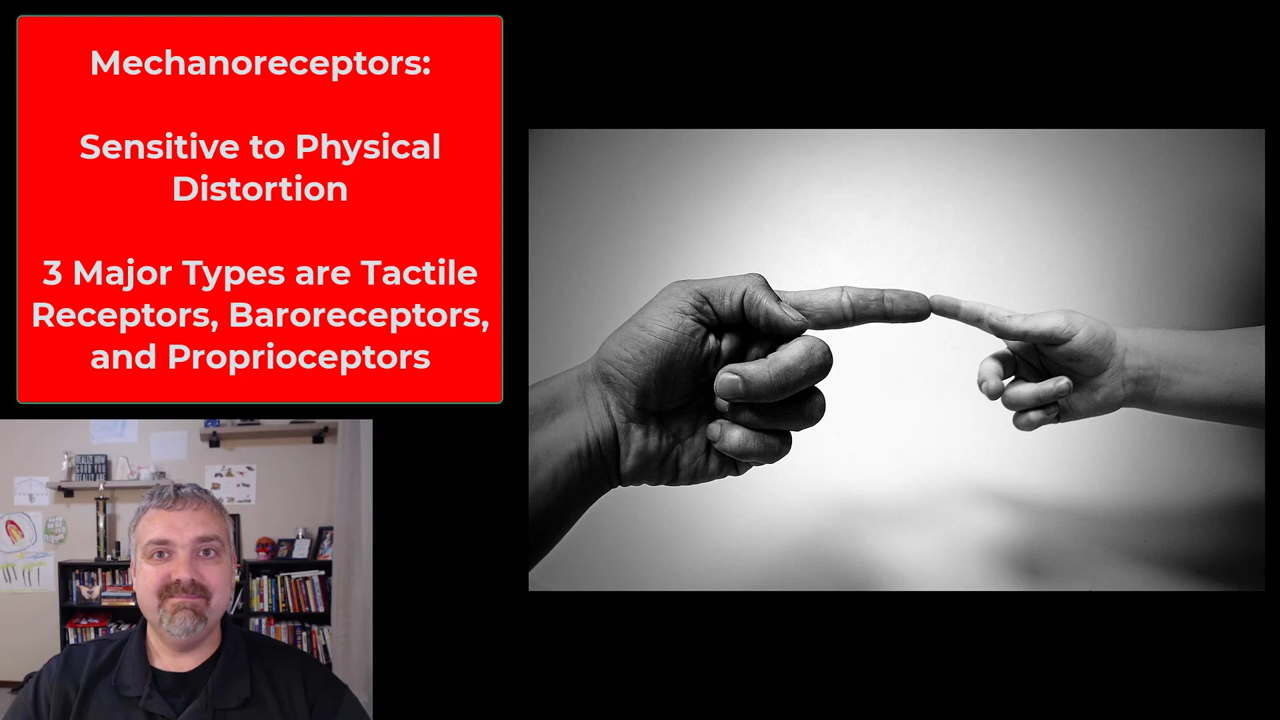 Mechanoreceptors:
Sensitive to Physical
Distortion
3 Major Types are Tactile
Receptors, Baroreceptors,
and Proprioceptors